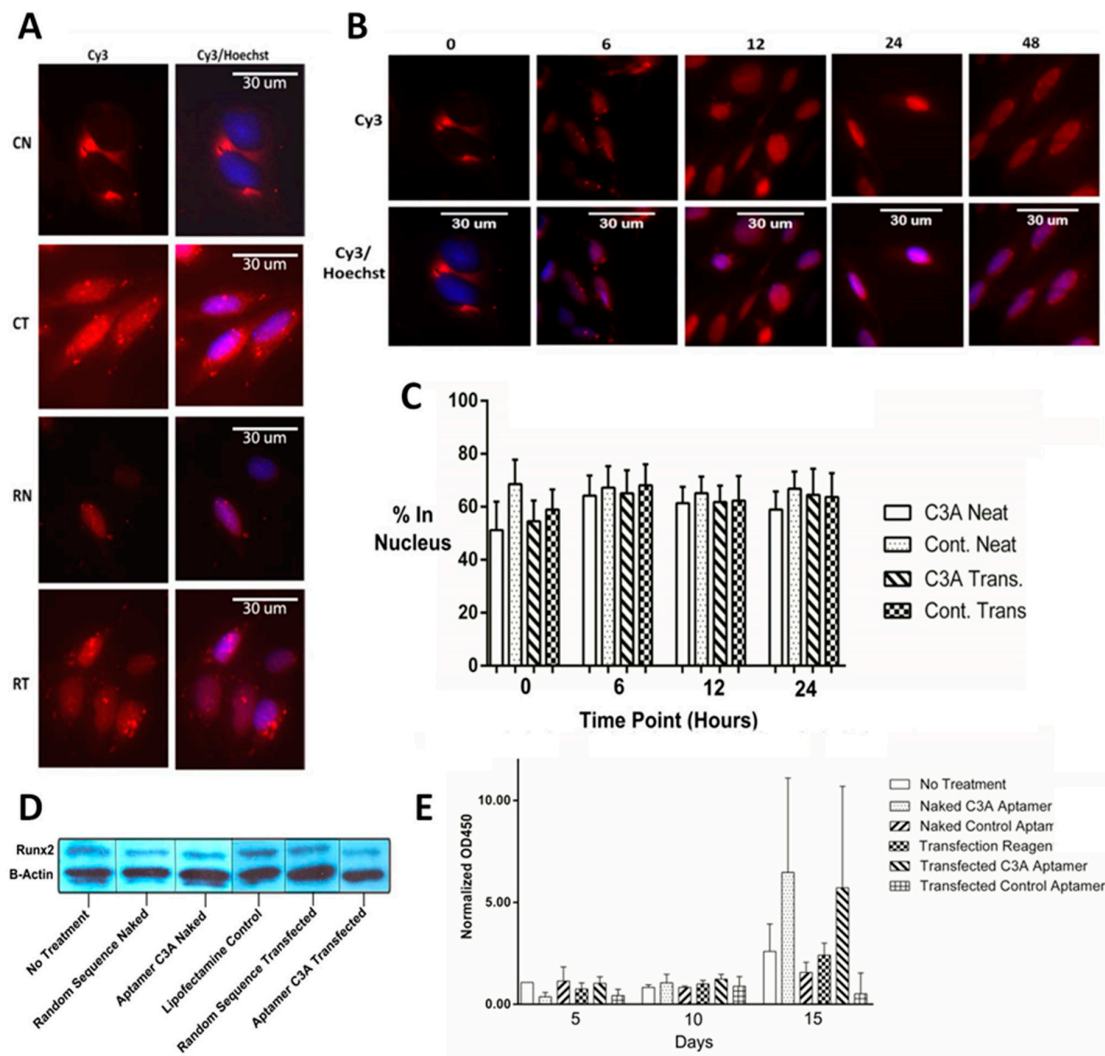 A
Cy3
Cy3/Hoechst
CN
30 um
CT
30 um
RN
30 um
RT
30 um
B
0
6
12
24
48
Cy3
Cy3/
Hoechst
30 um
30 um
30 um
30 um
30 um
C
% In
Nucleus
100
80
60
40
20
0
0
6
12
24
Time Point (Hours)
C3A Neat
Cont. Neat
C3A Trans.
Cont. Trans
D
Runx2
B-Actin
No Treatment
Random Sequence Naked
Aptamer C3A Naked
Lipofectamine Control
Random Sequence Transfected
Aptamer C3A Transfected
E
Normalized OD450
10.00
5.00
0.00
5
10
15
Days
No Treatment
Naked C3A Aptamer
Naked Control Aptam
Transfection Reagen
Transfected C3A Aptamer
Transfected Control Aptamer